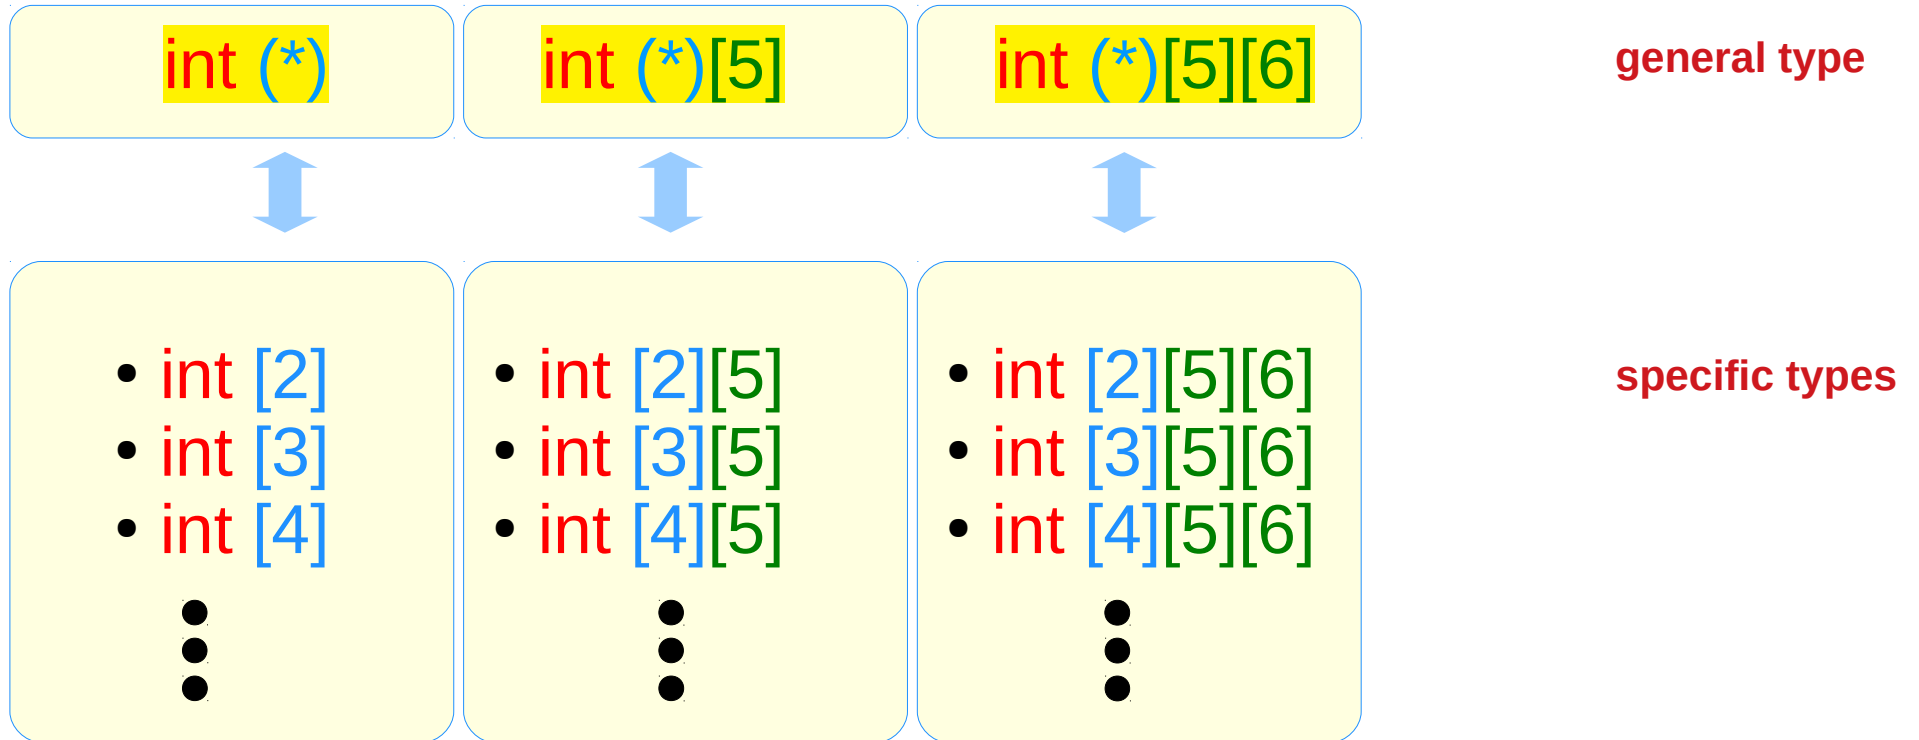 int (*) int (*)[5] int (*)[5][6] general type
• int [2] • int [2][5] • int [2][5][6] specific types
• int [3] • int [3][5] • int [3][5][6]
• int [4] • int [4][5] • int [4][5][6]